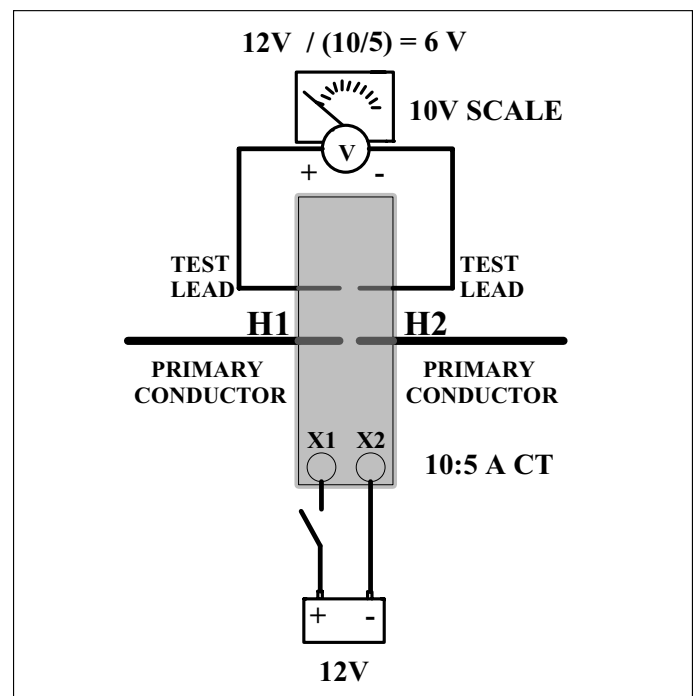 12V / (10/5) = 6 V
10V SCALE
V
+ -
TEST LEAD
TEST LEAD
H1 H2
PRIMARY CONDUCTOR
PRIMARY CONDUCTOR
X1 X2
10:5 A CT
+ -
12V